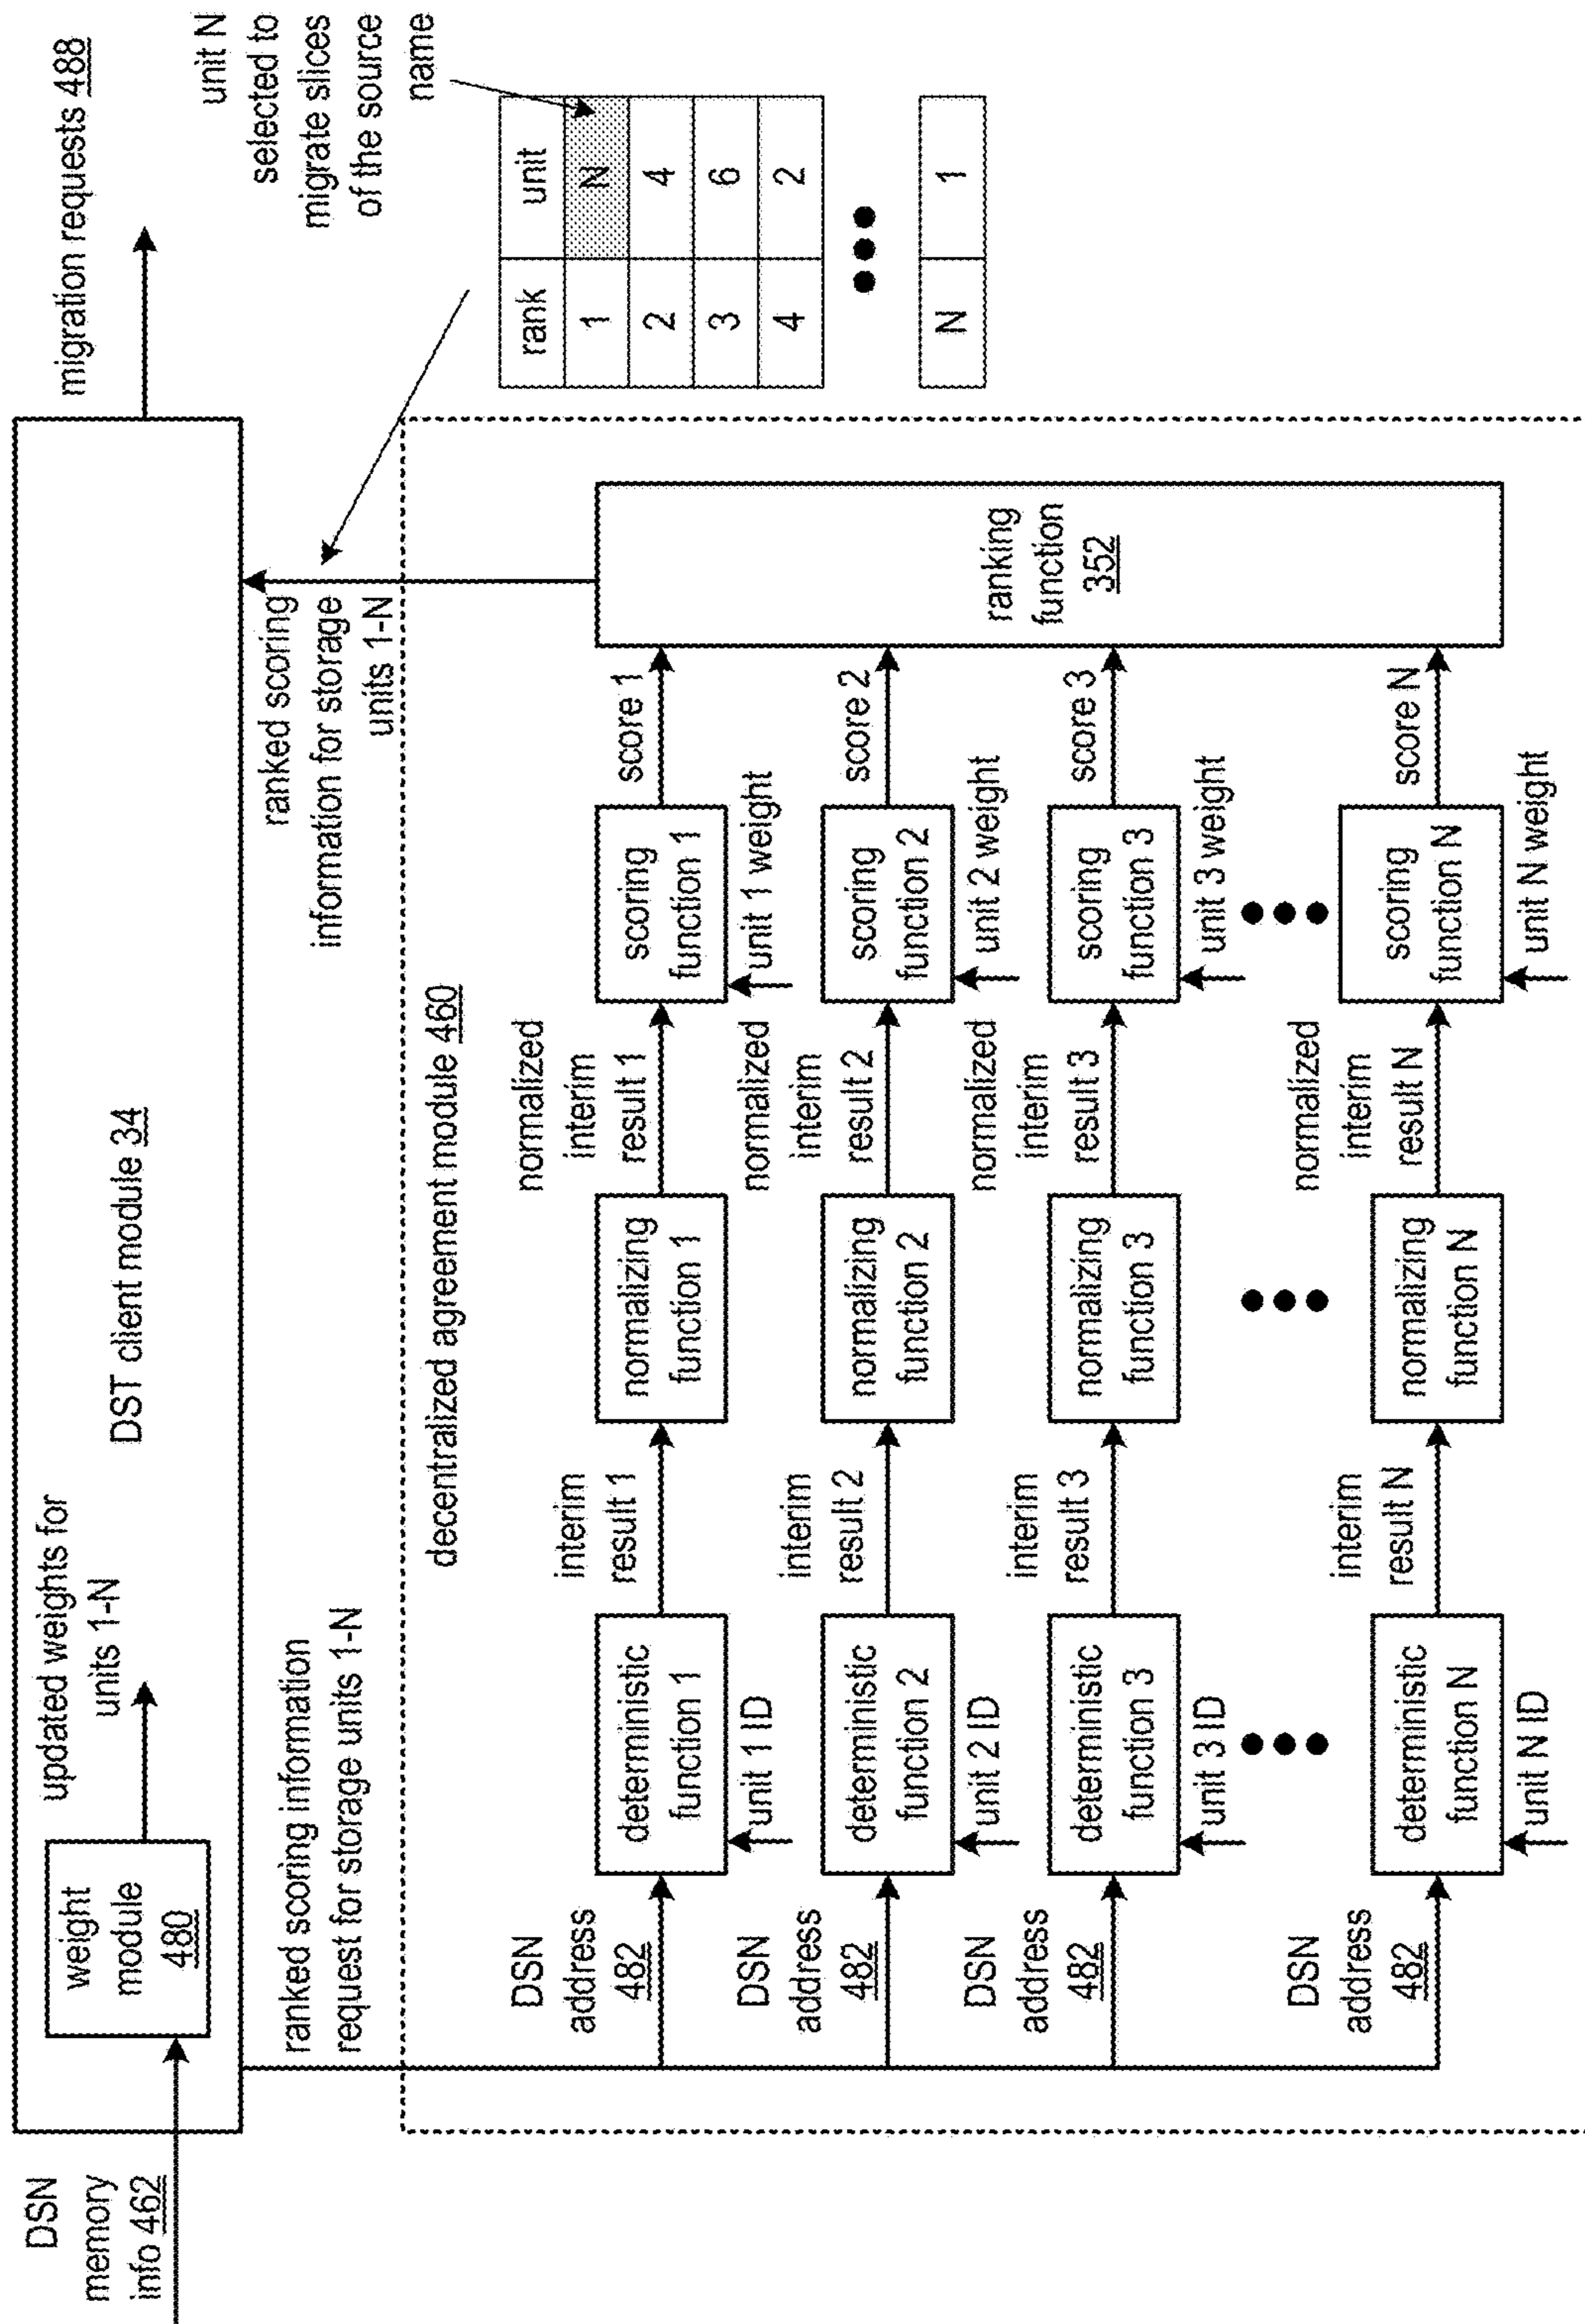 DSN
memory
info 462
weight
module
480
updated weights for
units 1-N
DST client module 34
migration requests 488
ranked scoring information
request for storage units 1-N
ranked scoring
information for storage
units 1-N
unit N
selected to
migrate slices
of the source
name
rank unit
1 N
2 4
3 6
4 2
N 1
decentralized agreement module 460
DSN
address
482
deterministic
function 1
unit 1 ID
interim
result 1
normalizing
function 1
normalized
interim
result 1
scoring
function 1
unit 1 weight
score 1
DSN
address
482
deterministic
function 2
unit 2 ID
interim
result 2
normalizing
function 2
normalized
interim
result 2
scoring
function 2
unit 2 weight
score 2
DSN
address
482
deterministic
function 3
unit 3 ID
interim
result 3
normalizing
function 3
normalized
interim
result 3
scoring
function 3
unit 3 weight
score 3
DSN
address
482
deterministic
function N
unit N ID
interim
result N
normalizing
function N
normalized
interim
result N
scoring
function N
unit N weight
score N
ranking
function
352